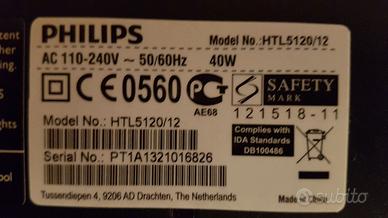 PHILIPS Model No.: HTL5120/12
AC 110-240V ~ 50/60Hz 40W
CE0560 AE68 SAFETY MARK
121518-11
Model No.: HTL5120/12
Complies with
IDA Standards
DB100486
Serial No.: PT1A1321016826
Tussendiepen 4, 9206 AD Drachten, The Netherlands
Made in China
subito